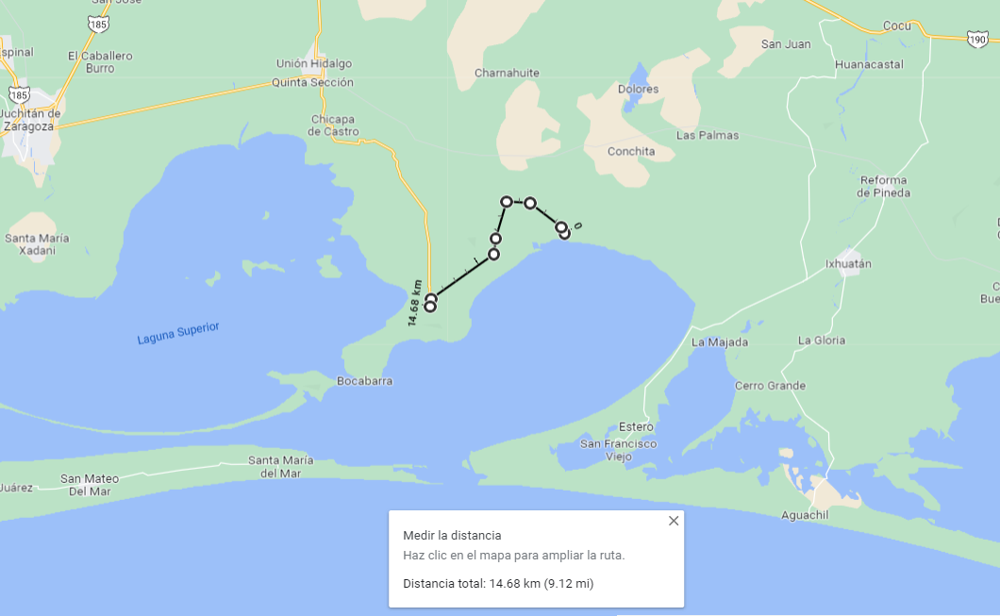 San José
185
Cocú
190
San Juan
spinal
El Caballero
Burro
Unión Hidalgo
Huanacastal
Charnahuite
Quinta Sección
Dolores
185
Juchitán de
Zaragoza
Chicapa
de Castro
Las Palmas
Conchita
Reforma
de Pineda
0
Santa María
Xadani
Ixhuatán
14.68 km
Laguna Superior
La Majada
La Gloria
Bocabarra
Cerro Grande
Estero
San Francisco
Viejo
Santa María
del Mar
San Mateo
Del Mar
Juárez
Aguachil
Medir la distancia
Haz clic en el mapa para ampliar la ruta.
Distancia total: 14.68 km (9.12 mi)